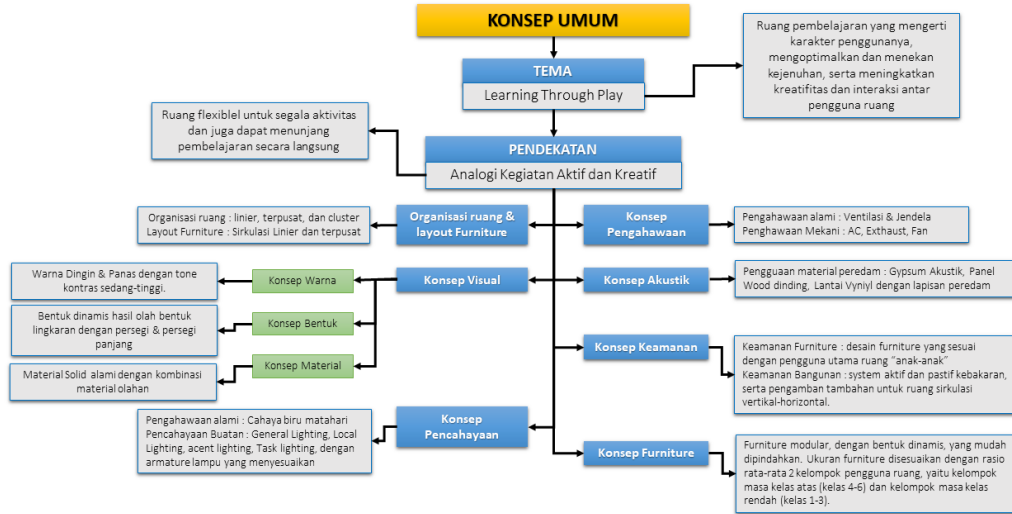 KONSEP UMUM
TEMA
Learning Through Play
Ruang pembelajaran yang mengerti
karakter penggunanya,
mengoptimalkan dan menekan
kejenuhan, serta meningkatkan
kreatifitas dan interaksi antar
pengguna ruang
Ruang flexiblel untuk segala aktivitas
dan juga dapat menunjang
pembelajaran secara langsung
PENDEKATAN
Analogi Kegiatan Aktif dan Kreatif
Organisasi ruang : linier, terpusat, dan cluster
Layout Furniture : Sirkulasi Linier dan terpusat
Organisasi ruang &
layout Furniture
Konsep
Pengahawaan
Pengahawaan alami : Ventilasi & Jendela
Penghawaan Mekani : AC, Exthaust, Fan
Warna Dingin & Panas dengan tone
kontras sedang-tinggi.
Konsep Warna
Konsep Visual
Konsep Akustik
Pengguaan material peredam : Gypsum Akustik, Panel
Wood dinding, Lantai Vyniyl dengan lapisan peredam
Bentuk dinamis hasil olah bentuk
lingkaran dengan persegi & persegi
panjang
Konsep Bentuk
Material Solid alami dengan kombinasi
material olahan
Konsep Material
Konsep Keamanan
Keamanan Furniture : desain furniture yang sesuai
dengan pengguna utama ruang "anak-anak"
Keamanan Bangunan : system aktif dan pastif kebakaran,
serta pengamban tambahan untuk ruang sirkulasi
vertikal-horizontal.
Pengahawaan alami : Cahaya biru matahari
Pencahayaan Buatan : General Lighting, Local
Lighting, acent lighting, Task lighting, dengan
armature lampu yang menyesuaikan
Konsep
Pencahayaan
Konsep Furniture
Furniture modular, dengan bentuk dinamis, yang mudah
dipindahkan. Ukuran furniture disesuaikan dengan rasio
rata-rata 2 kelompok pengguna ruang, yaitu kelompok
masa kelas atas (kelas 4-6) dan kelompok masa kelas
rendah (kelas 1-3).